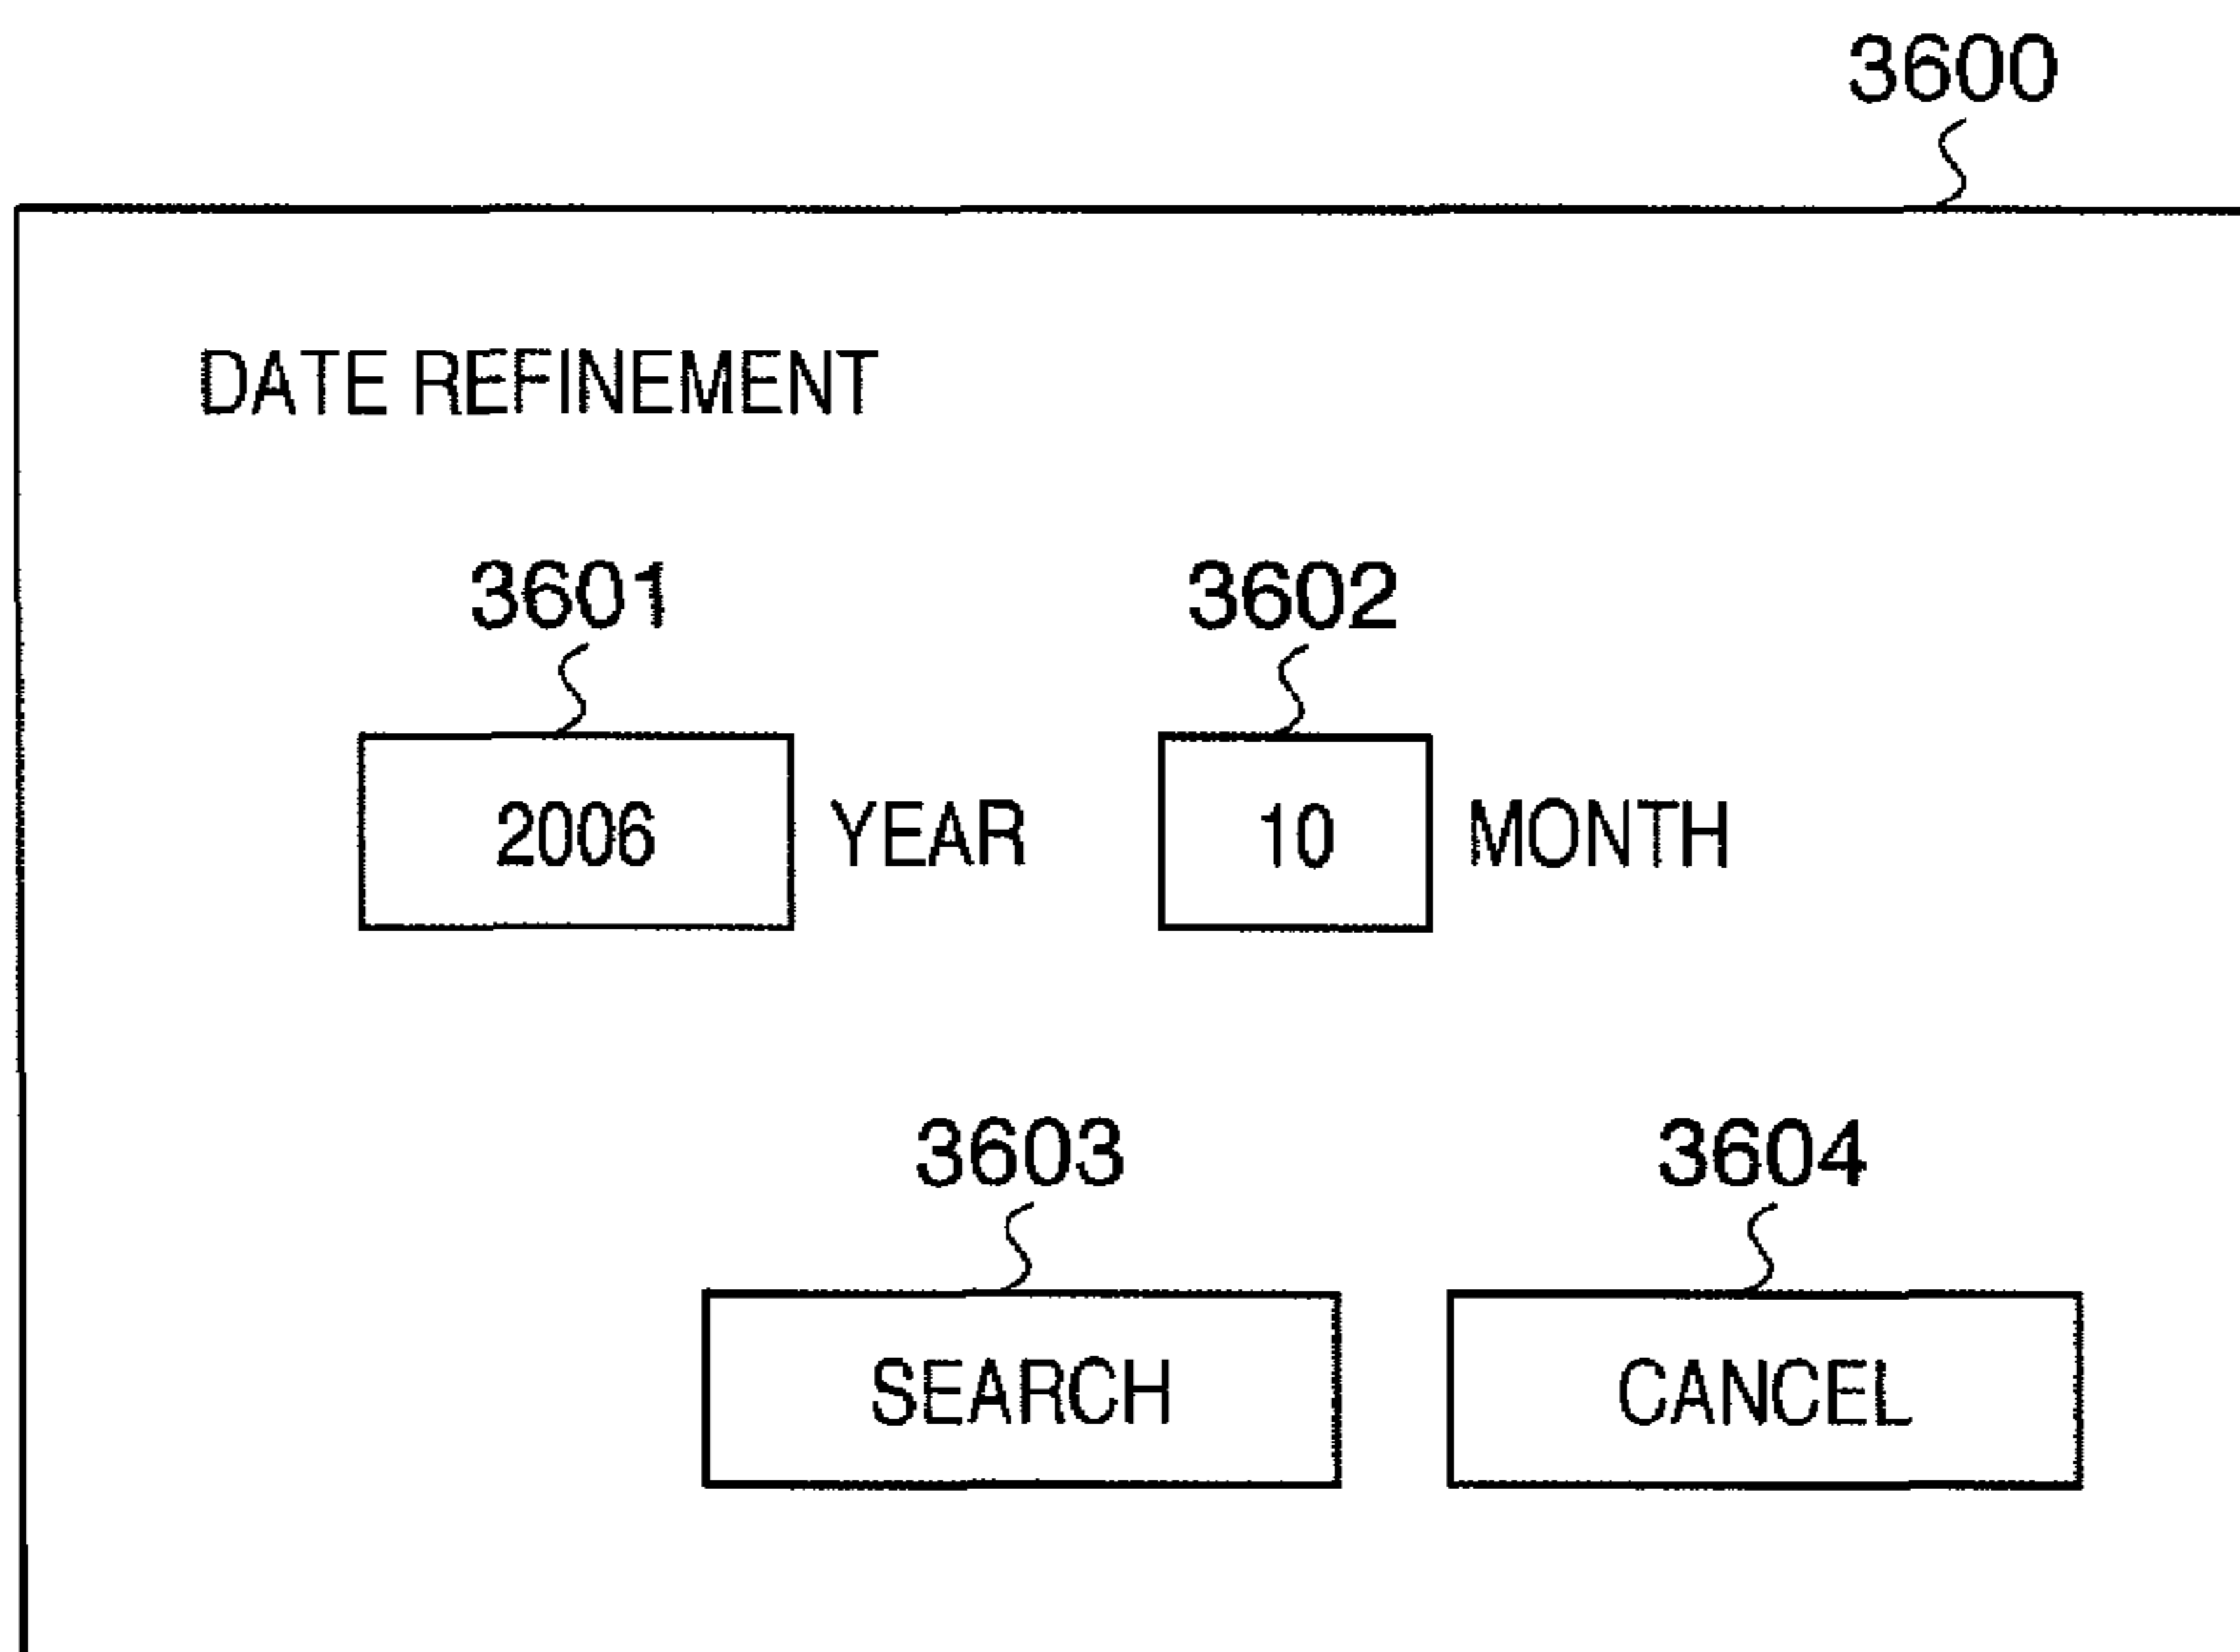 3600
DATE REFINEMENT
3601 3602
2006 YEAR 10 MONTH
3603 3604
SEARCH CANCEL